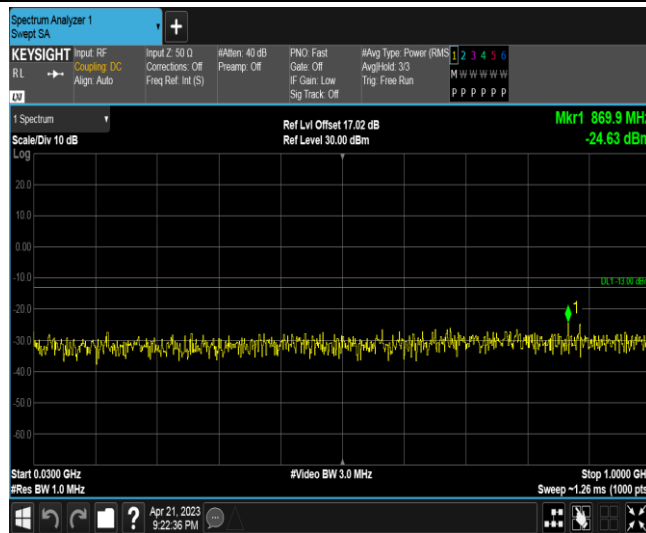 Spectrum Analyzer 1
Swept SA
+
KEYSIGHT
RL
LXI
Input: RF
Coupling: DC
Align: Auto
Input Z: 50 Ω
Corrections: Off
Freq Ref: Int (S)
#Atten: 40 dB
Preamp: Off
PNO: Fast
Gate: Off
IF Gain: Low
Sig Track: Off
#Avg Type: Power (RMS
Avg|Hold: 3/3
Trig: Free Run
1 2 3 4 5 6
M W W W W W
P P P P P P
1 Spectrum
Scale/Div 10 dB
Log
Ref Lvl Offset 17.02 dB
Ref Level 30.00 dBm
Mkr1 869.9 MHz
-24.63 dBm
20.0
10.0
0.00
-10.0
DL1 -13.00 dBm
-20.0
1
-30.0
-40.0
-50.0
-60.0
Start 0.0300 GHz
#Res BW 1.0 MHz
#Video BW 3.0 MHz
Stop 1.0000 GHz
Sweep ~1.26 ms (1000 pts)
?
Apr 21, 2023
9:22:36 PM